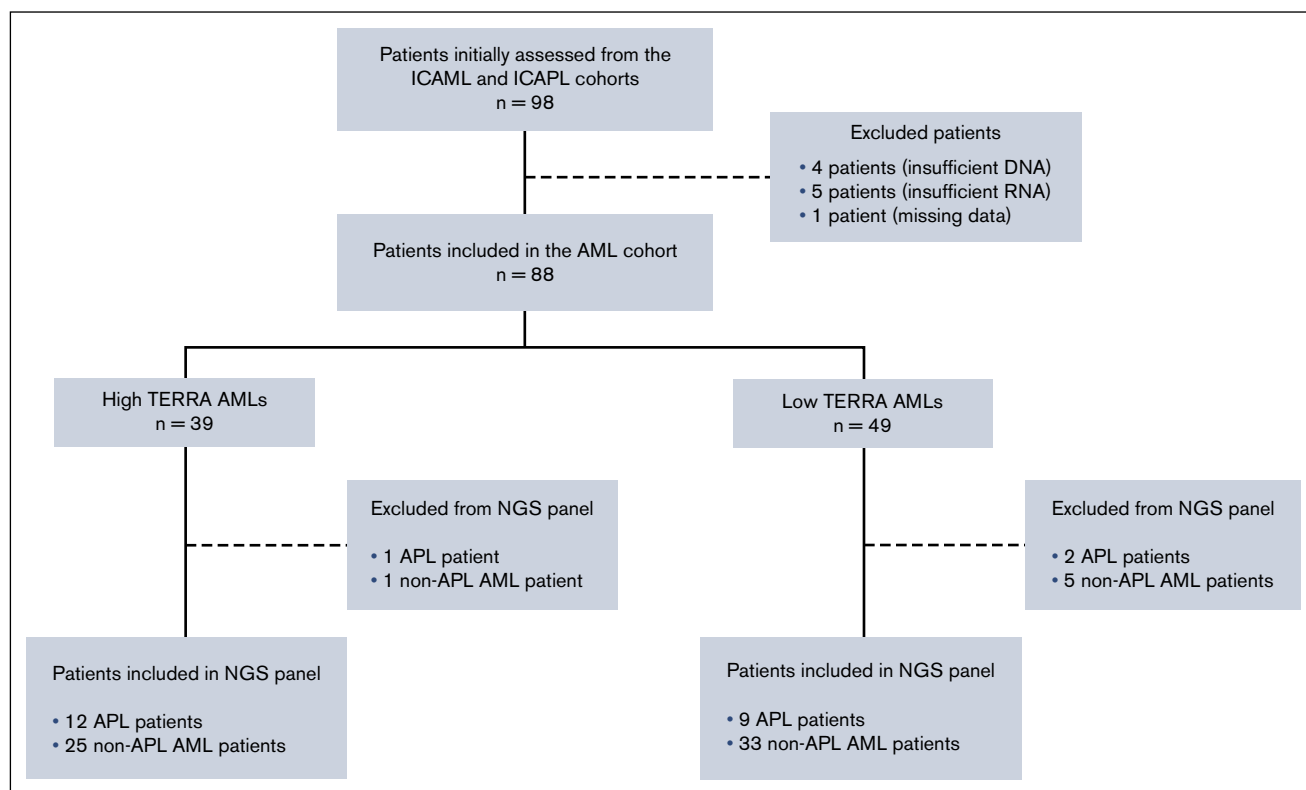 Patients initially assessed from the
ICAML and ICAPL cohorts
n = 98
Excluded patients
• 4 patients (insufficient DNA)
• 5 patients (insufficient RNA)
• 1 patient (missing data)
Patients included in the AML cohort
n = 88
High TERRA AMLs
n = 39
Low TERRA AMLs
n = 49
Excluded from NGS panel
• 1 APL patient
• 1 non-APL AML patient
Excluded from NGS panel
• 2 APL patients
• 5 non-APL AML patients
Patients included in NGS panel
• 12 APL patients
• 25 non-APL AML patients
Patients included in NGS panel
• 9 APL patients
• 33 non-APL AML patients